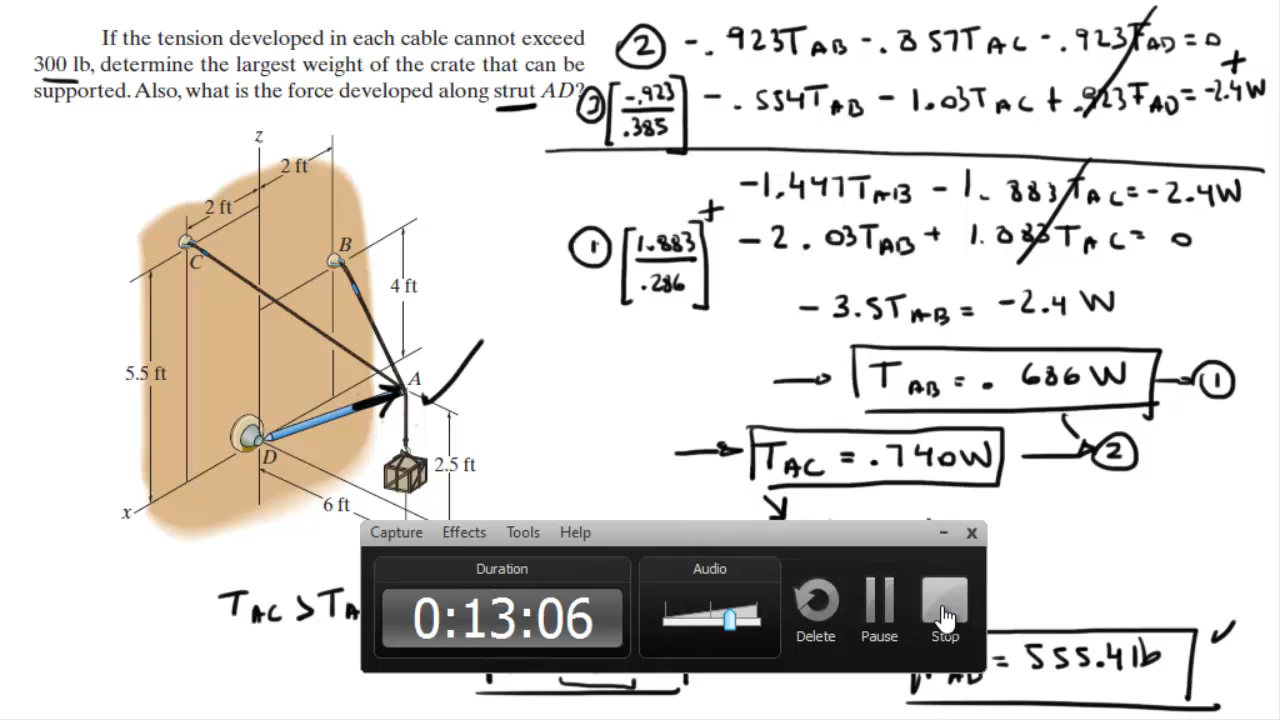 If the tension developed in each cable cannot exceed
300 lb, determine the largest weight of the crate that can be
supported. Also, what is the force developed along strut AD?
② -.923TAB -.857TAC -.923TAD = 0
+
③ [-.923/.385] -.554TAB - 1.03TAC + .923TAD = -2.4W
-1.477TAB - 1.883TAC = -2.4W
+
① [1.883/.286] -2.03TAB + 1.883TAC = 0
-3.5TAB = -2.4W
TAB = .686W → ①
TAC = .740W → ②
z
2 ft
2 ft
B
C
4 ft
5.5 ft
A
D
2.5 ft
6 ft
x
Capture Effects Tools Help
– x
Duration
Audio
0:13:06
Delete Pause Stop
TAC > TA
= 555.4lb